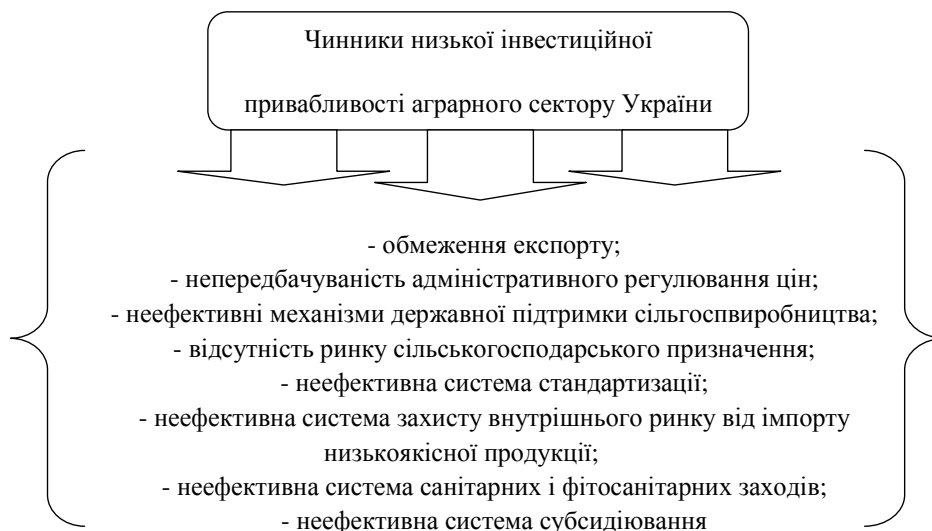 Чинники низької інвестиційної
привабливості аграрного сектору України
- обмеження експорту;
- непередбачуваність адміністративного регулювання цін;
- неефективні механізми державної підтримки сільгоспвиробництва;
- відсутність ринку сільськогосподарського призначення;
- неефективна система стандартизації;
- неефективна система захисту внутрішнього ринку від імпорту
низькоякісної продукції;
- неефективна система санітарних і фітосанітарних заходів;
- неефективна система субсидіювання